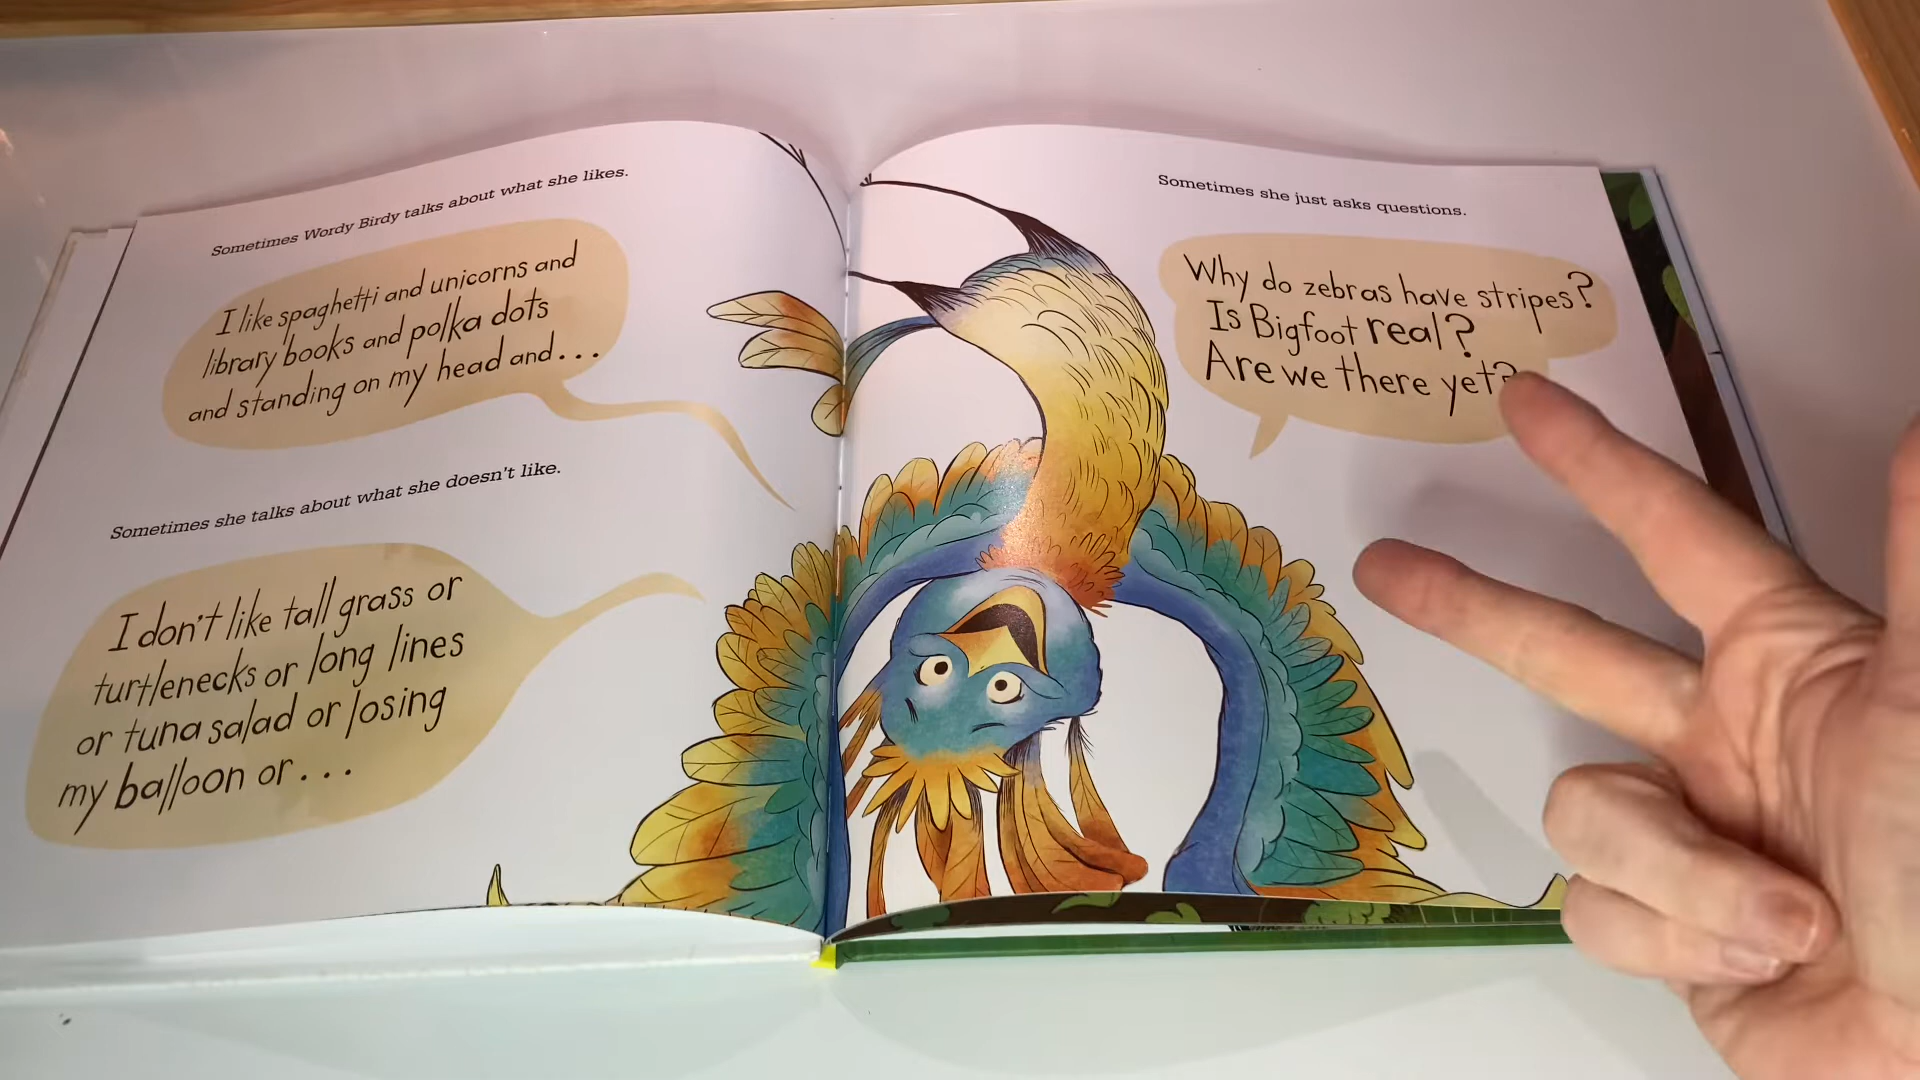 Sometimes Wordy Birdy talks about what she likes.
I like spaghetti and unicorns and
library books and polka dots
and standing on my head and...
Sometimes she talks about what she doesn't like.
I don't like tall grass or
turtlenecks or long lines
or tuna salad or losing
my balloon or...
Sometimes she just asks questions.
Why do zebras have stripes?
Is Bigfoot real?
Are we there yet?